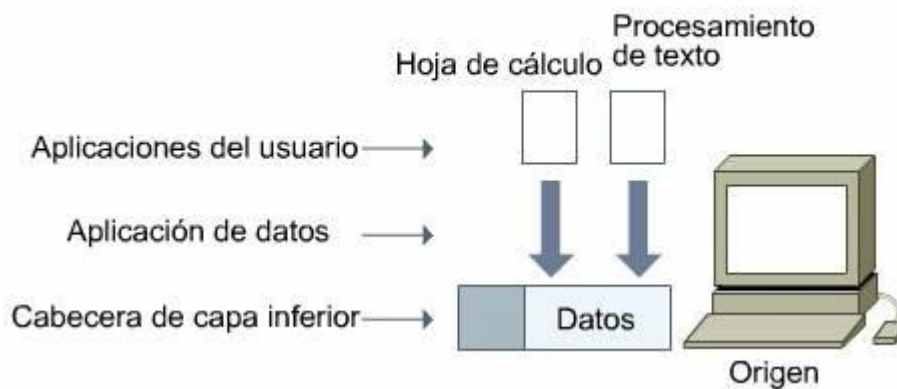 Procesamiento
de texto
Hoja de cálculo
Aplicaciones del usuario
Aplicación de datos
Cabecera de capa inferior
Datos
Origen